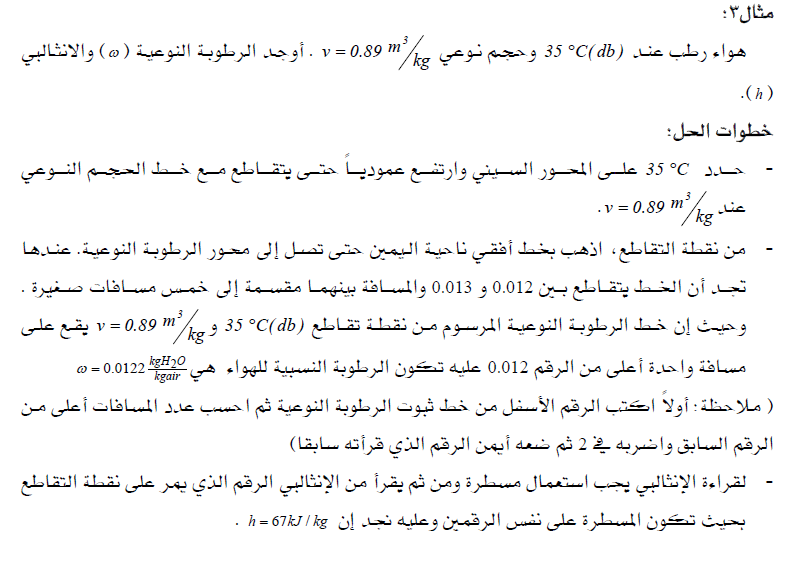 مثال٣:
هواء رطب عند 35 °C(db) وحجم نوعي v = 0.89 m³/kg . أوجد الرطوبة النوعية (ω) والانثالبي
(h).
خطوات الحل:
- حدد 35 °C على المحور السيني وارتفع عمودياً حتى يتقاطع مع خط الحجم النوعي
عند v = 0.89 m³/kg .
- من نقطة التقاطع، اذهب بخط أفقي ناحية اليمين حتى تصل إلى محور الرطوبة النوعية. عندها
تجد أن الخط يتقاطع بين 0.012 و 0.013 والمسافة بينهما مقسمة إلى خمس مسافات صغيرة .
وحيث إن خط الرطوبة النوعية المرسوم من نقطة تقاطع 35 °C(db) و v = 0.89 m³/kg يقع على
مسافة واحدة أعلى من الرقم 0.012 عليه تكون الرطوبة النسبية للهواء هي ω = 0.0122 kgH₂O/kgair
( ملاحظة: أولاً اكتب الرقم الأسفل من خط ثبوت الرطوبة النوعية ثم احسب عدد المسافات أعلى من
الرقم السابق واضربه في 2 ثم ضعه أيمن الرقم الذي قرأته سابقا)
- لقراءة الإنثالبي يجب استعمال مسطرة ومن ثم يقرأ من الإنثالبي الرقم الذي يمر على نقطة التقاطع
بحيث تكون المسطرة على نفس الرقمين وعليه نجد إن h = 67kJ / kg .